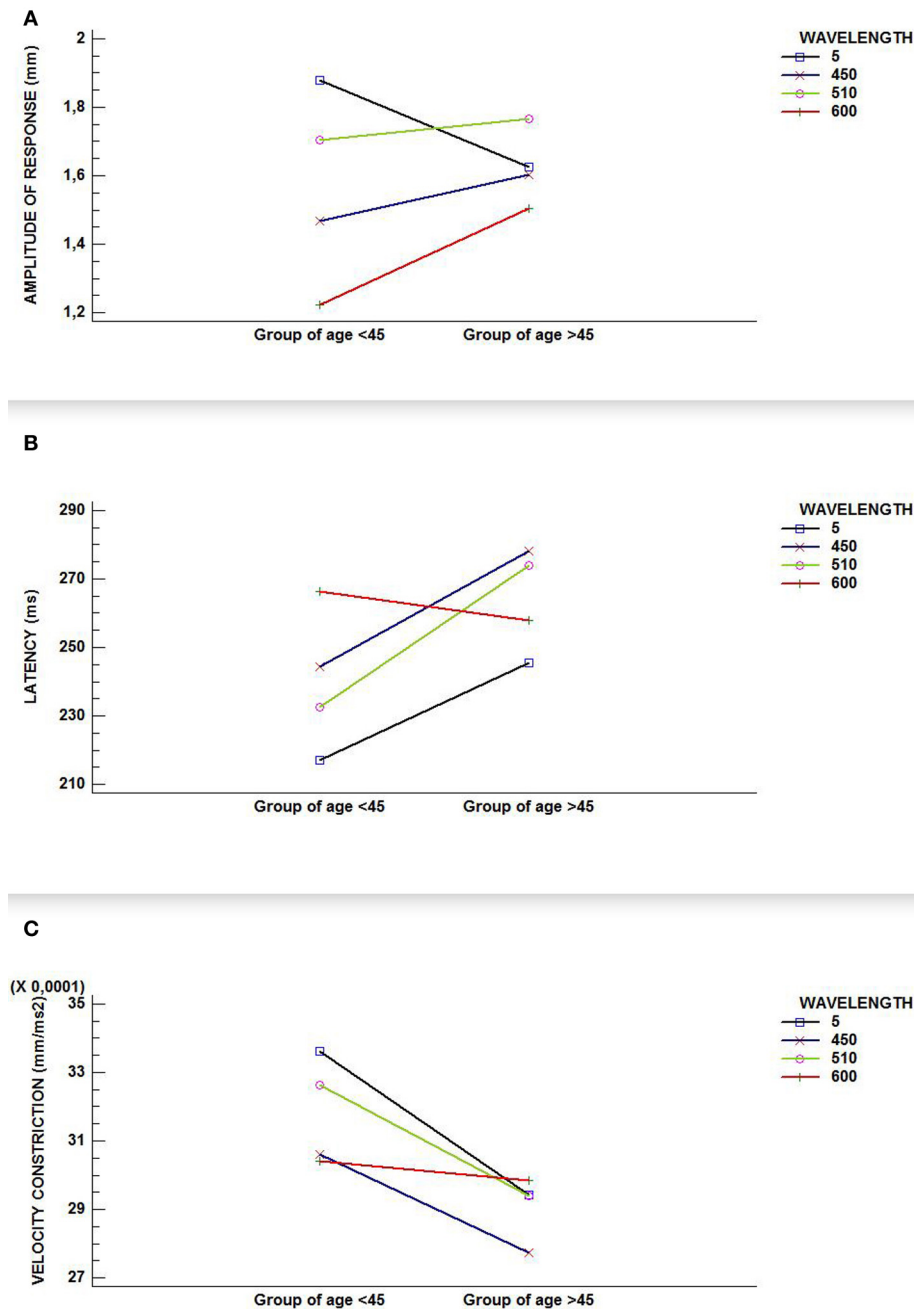 A
AMPLITUDE OF RESPONSE (mm)
2
1,8
1,6
1,4
1,2
Group of age <45
Group of age >45
WAVELENGTH
5
450
510
600
B
LATENCY (ms)
290
270
250
230
210
Group of age <45
Group of age >45
WAVELENGTH
5
450
510
600
C
(X 0,0001)
VELOCITY CONSTRICTION (mm/ms2)
35
33
31
29
27
Group of age <45
Group of age >45
WAVELENGTH
5
450
510
600